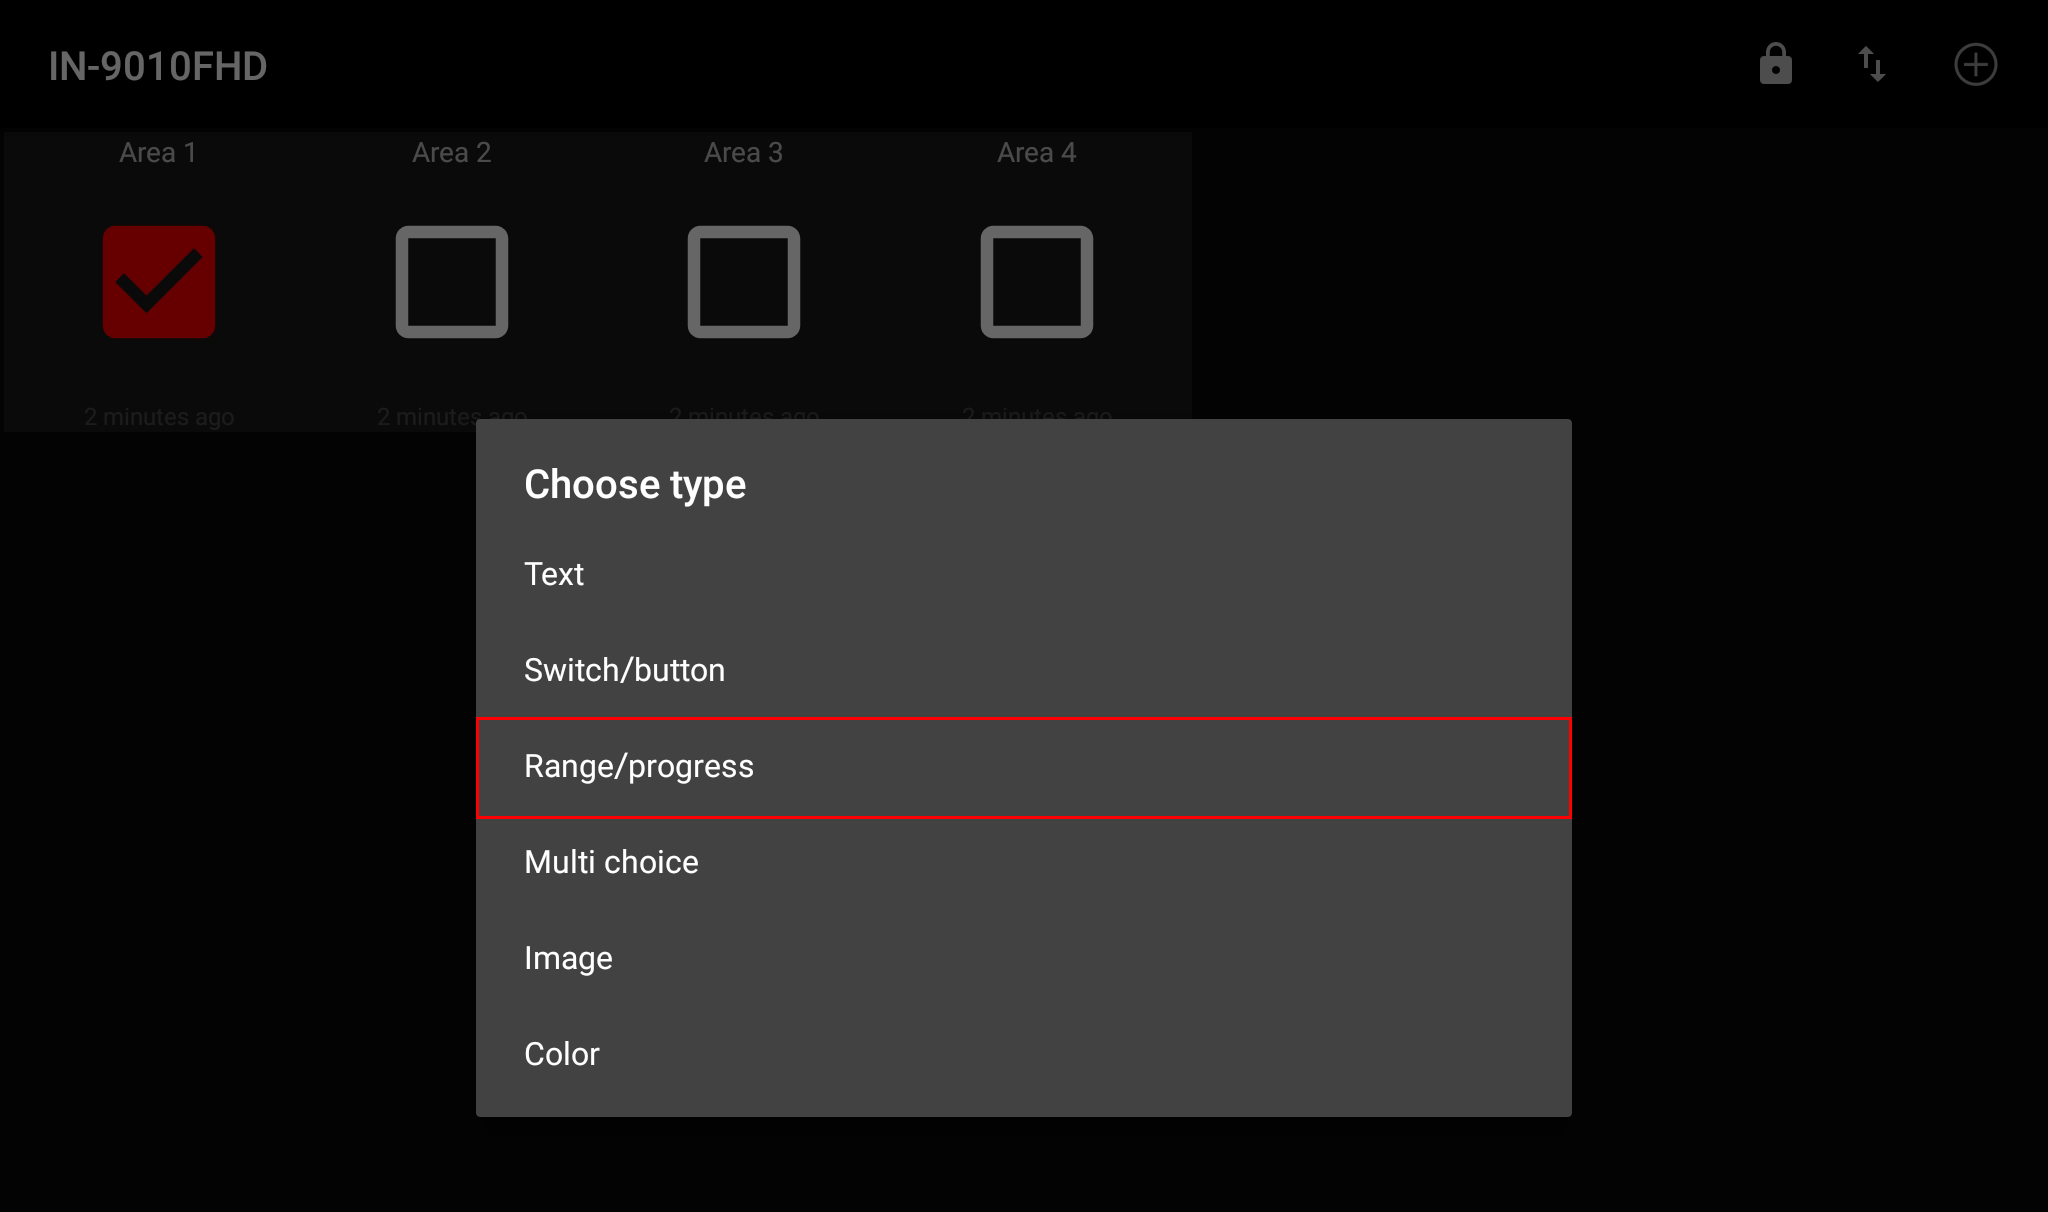 IN-9010FHD
Area 1 Area 2 Area 3 Area 4
2 minutes ago 2 minutes ago 2 minutes ago 2 minutes ago
Choose type
Text
Switch/button
Range/progress
Multi choice
Image
Color